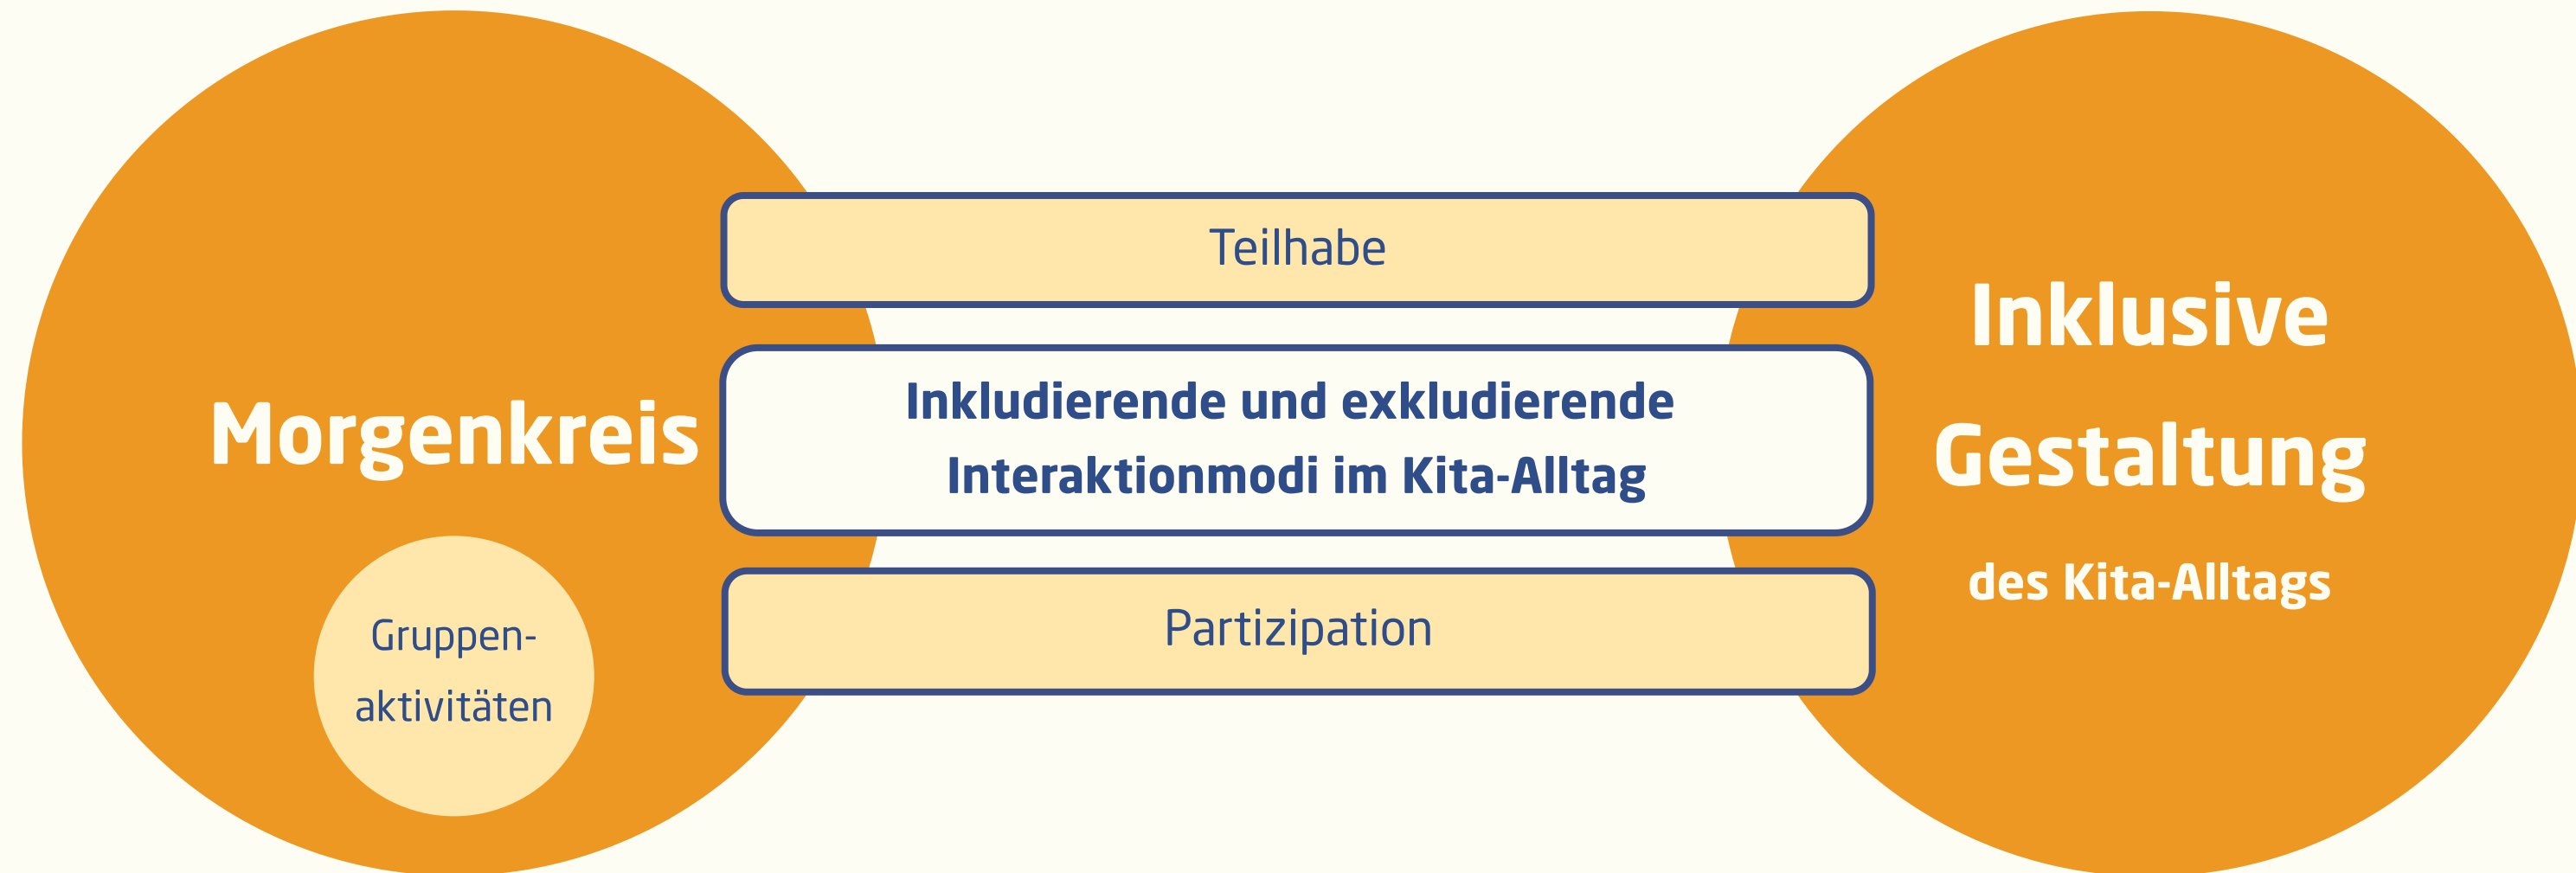 Morgenkreis
Gruppen-
aktivitäten
Teilhabe
Inkludierende und exkludierende
Interaktionmodi im Kita-Alltag
Partizipation
Inklusive
Gestaltung
des Kita-Alltags